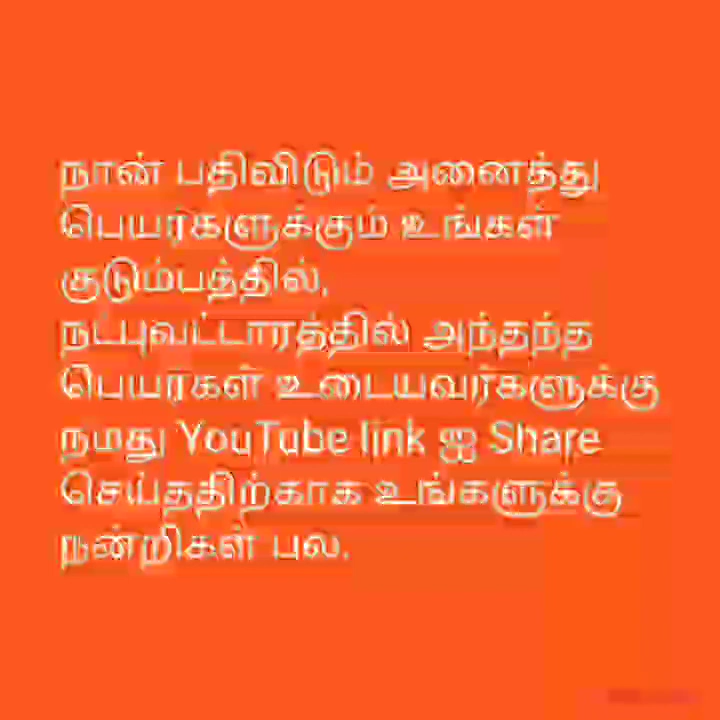 நான் பதிவிடும் அனைத்து
பெயர்களுக்கும் உங்கள்
குடும்பத்தில்,
நட்புவட்டாரத்தில் அந்தந்த
பெயர்கள் உடையவர்களுக்கு
நமது YouTube link ஐ Share
செய்ததிற்காக உங்களுக்கு
நன்றிகள் பல.